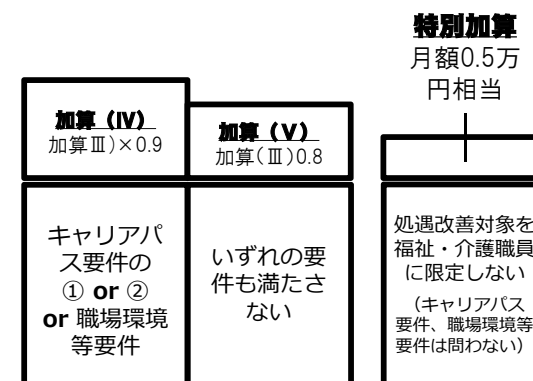 特別加算
月額0.5万
円相当
加算（Ⅳ）
加算Ⅲ)×0.9
加算（Ⅴ）
加算(Ⅲ)0.8
キャリアパ
ス要件の
① or ②
or 職場環境
等要件
いずれの要
件も満たさ
ない
処遇改善対象を
福祉・介護職員
に限定しない
（キャリアパス
要件、職場環境等
要件は問わない）